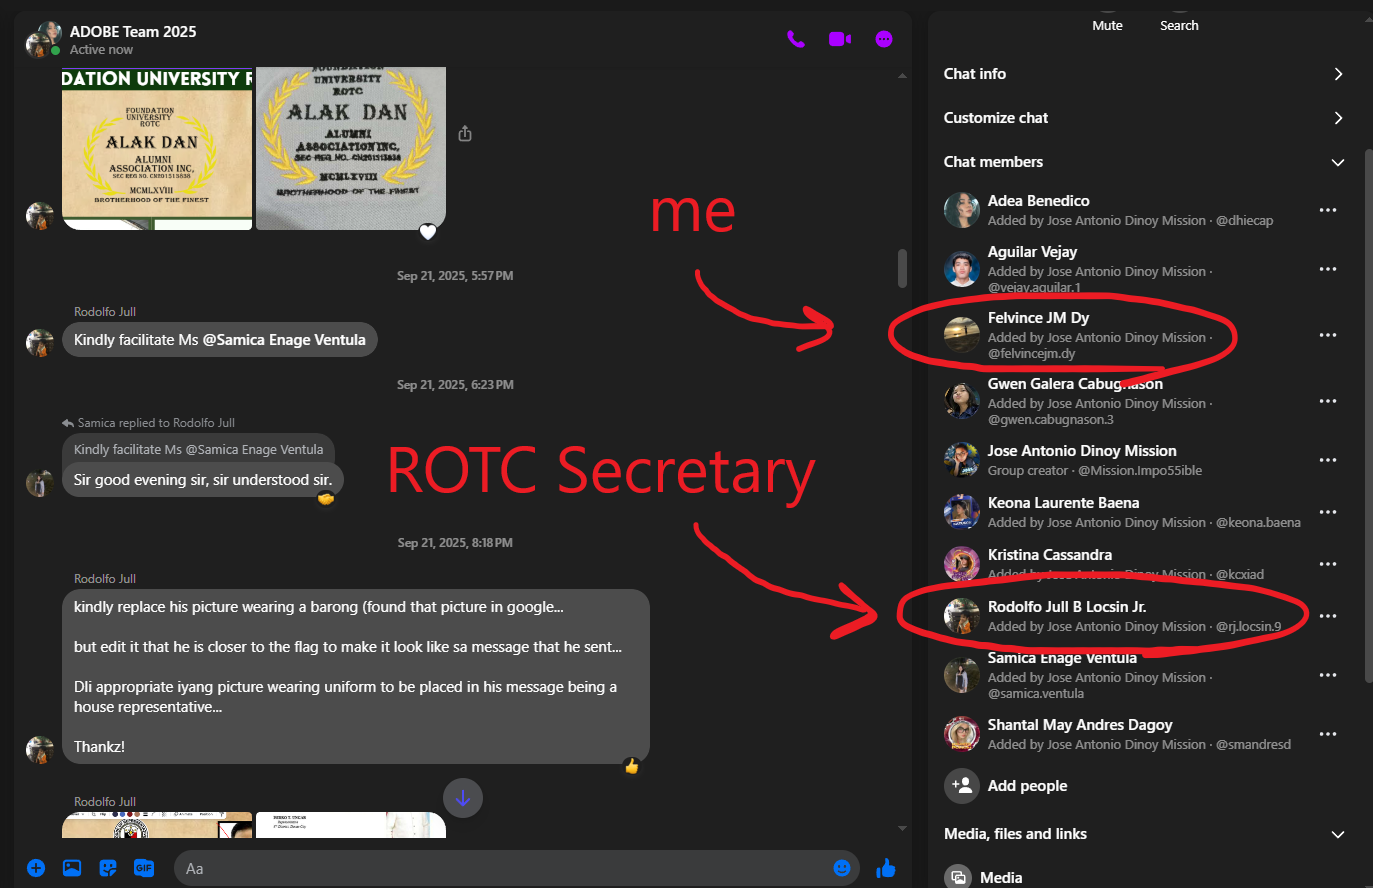 ADOBE Team 2025
Active now
DATION UNIVERSITY R
FOUNDATION
UNIVERSITY
ROTC
ALAK DAN
ALUMNI
ASSOCIATION INC,
SEC REG NO. CN201513838
MCMLXVIII
BROTHERHOOD OF THE FINEST
FOUNDATION
UNIVERSITY
ROTC
ALAK DAN
ALUMNI
ASSOCIATION INC,
SEC REG NO. CN201513838
MCMLXVIII
BROTHERHOOD OF THE FINEST
Sep 21, 2025, 5:57 PM
Rodolfo Jull
Kindly facilitate Ms @Samica Enage Ventula
Sep 21, 2025, 6:23 PM
Samica replied to Rodolfo Jull
Kindly facilitate Ms @Samica Enage Ventula
Sir good evening sir, sir understood sir.
Sep 21, 2025, 8:18 PM
Rodolfo Jull
kindly replace his picture wearing a barong (found that picture in google...
but edit it that he is closer to the flag to make it look like sa message that he sent...
Dli appropriate iyang picture wearing uniform to be placed in his message being a
house representative...
Thankz!
Rodolfo Jull
Representative
GIF
Aa
me
ROTC Secretary
Mute
Search
Chat info
Customize chat
Chat members
Adea Benedico
Added by Jose Antonio Dinoy Mission · @dhiecap
Aguilar Vejay
Added by Jose Antonio Dinoy Mission ·
@vejay.aguilar.1
Felvince JM Dy
Added by Jose Antonio Dinoy Mission ·
@felvincejm.dy
Gwen Galera Cabugnason
Added by Jose Antonio Dinoy Mission ·
@gwen.cabugnason.3
Jose Antonio Dinoy Mission
Group creator · @Mission.Impo55ible
Keona Laurente Baena
Added by Jose Antonio Dinoy Mission · @keona.baena
Kristina Cassandra
Added by Jose Antonio Dinoy Mission · @kcxiad
Rodolfo Jull B Locsin Jr.
Added by Jose Antonio Dinoy Mission · @rj.locsin.9
Samica Enage Ventula
Added by Jose Antonio Dinoy Mission ·
@samica.ventula
Shantal May Andres Dagoy
Added by Jose Antonio Dinoy Mission · @smandresd
Add people
Media, files and links
Media